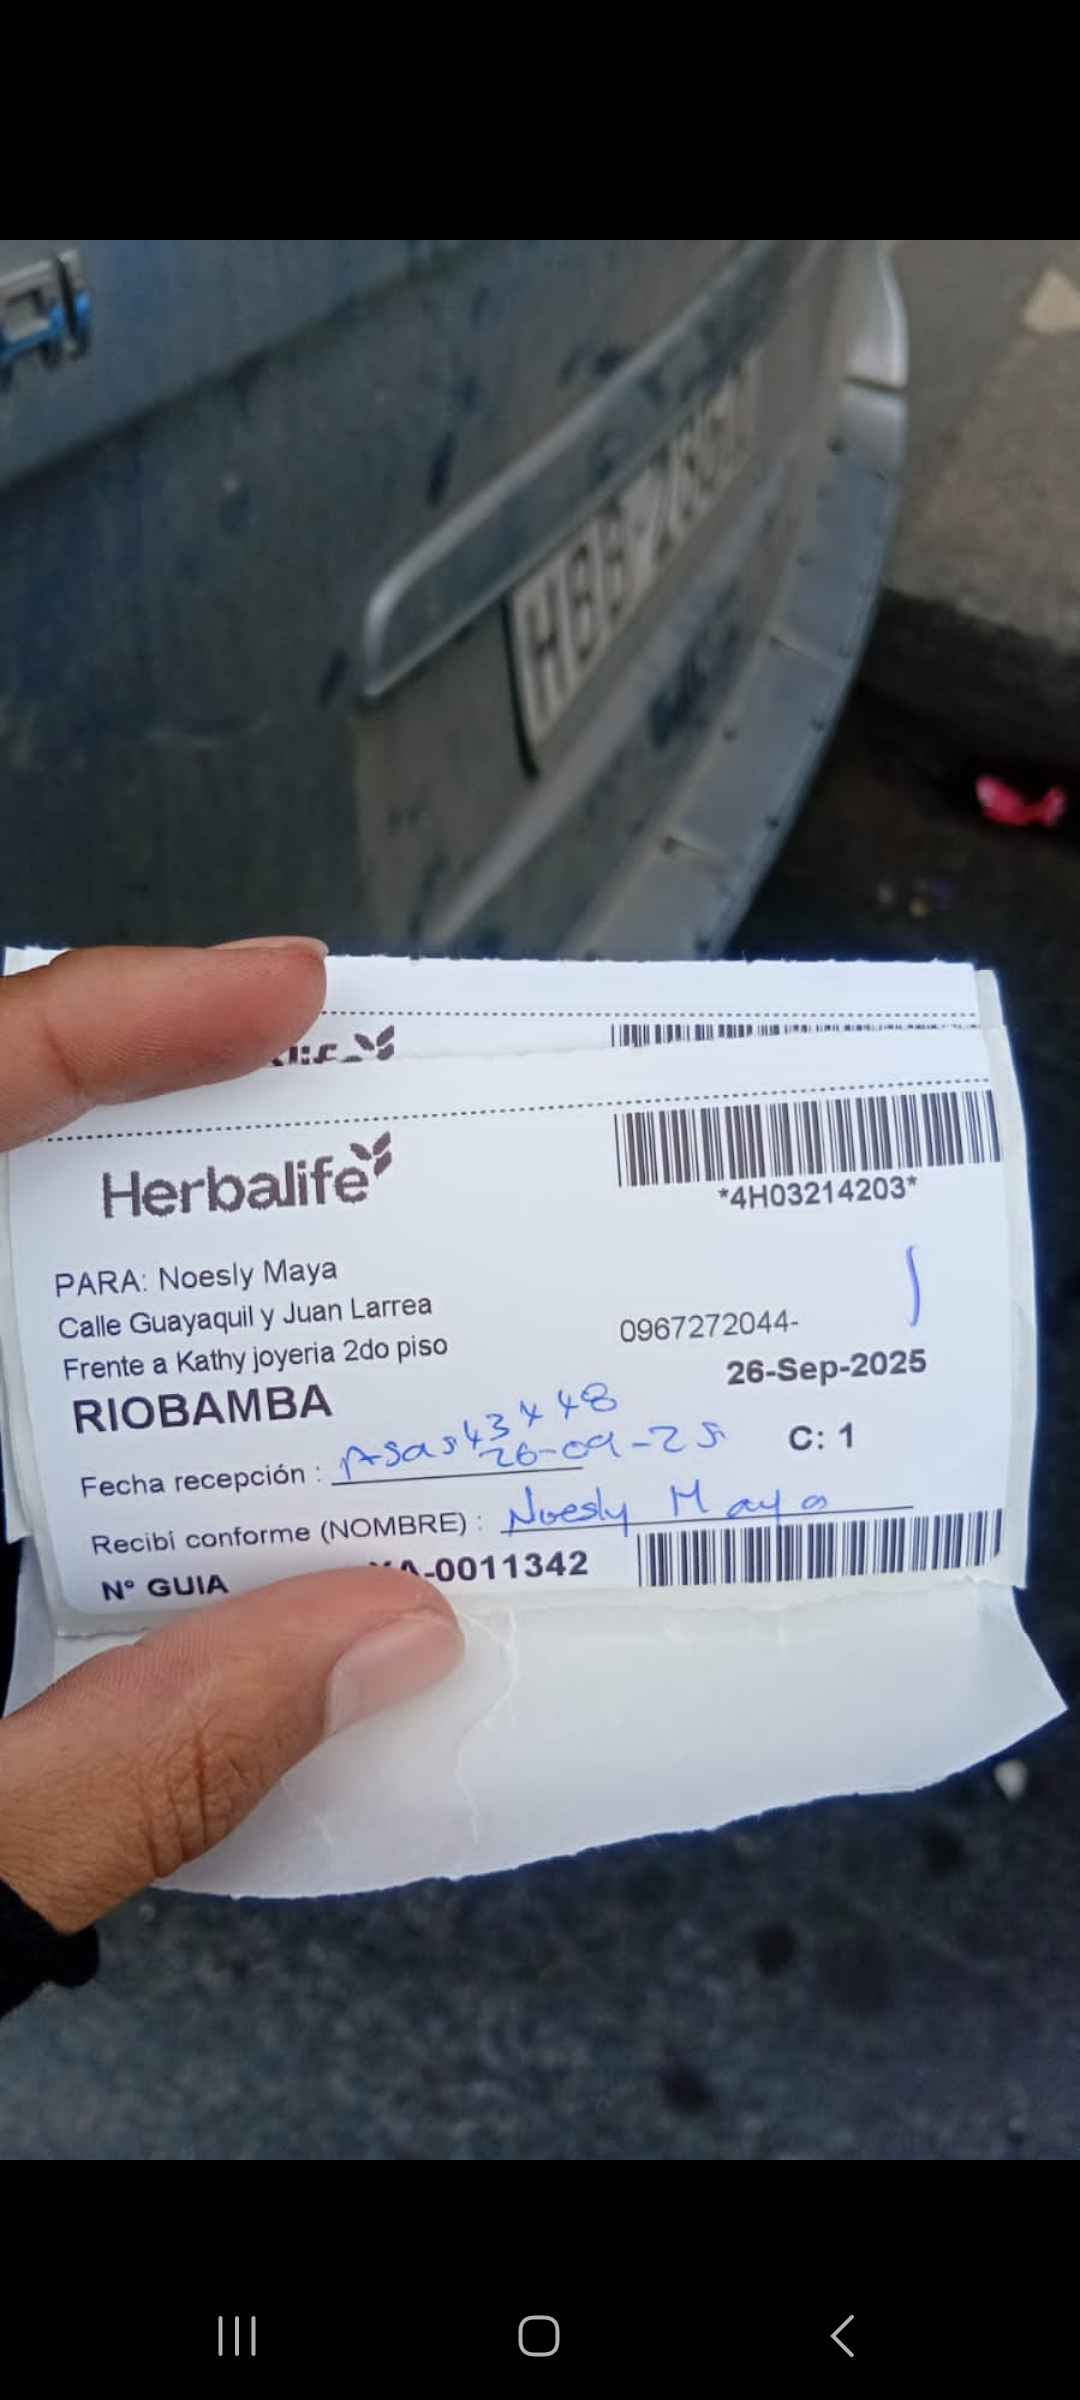 Herbalife
*4H03214203*
PARA: Noesly Maya
Calle Guayaquil y Juan Larrea
Frente a Kathy joyeria 2do piso
0967272044-
RIOBAMBA
26-Sep-2025
C: 1
Fecha recepción :
26-09-25
Recibí conforme (NOMBRE) : Noesly Maya
N° GUIA
-0011342